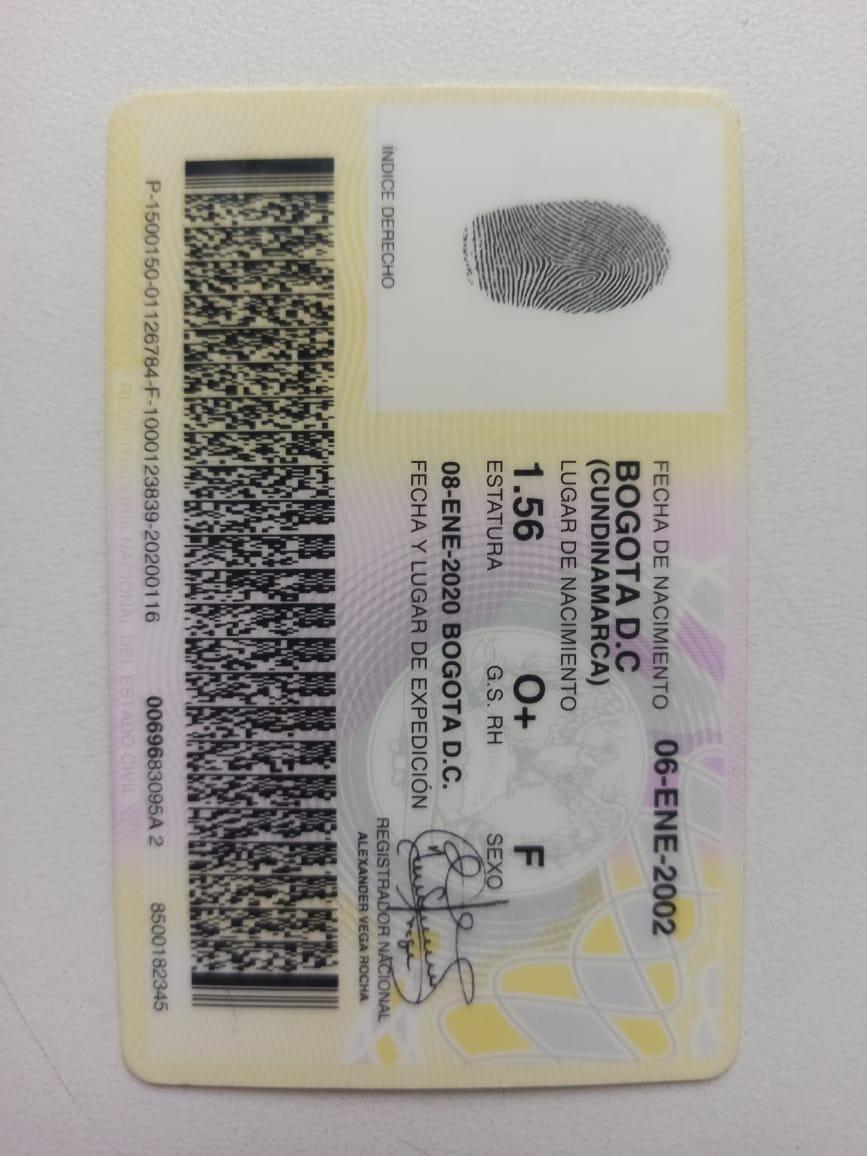 FECHA DE NACIMIENTO 06-ENE-2002
BOGOTA D.C
(CUNDINAMARCA)
LUGAR DE NACIMIENTO
1.56 O+ F
ESTATURA G.S. RH SEXO
08-ENE-2020 BOGOTA D.C.
FECHA Y LUGAR DE EXPEDICIÓN
ÍNDICE DERECHO
REGISTRADOR NACIONAL
ALEXANDER VEGA ROCHA
P-1500150-01126784-F-1000123839-20200116 0069683095A 2 8500182345
REGISTRADURIA NACIONAL DEL ESTADO CIVIL